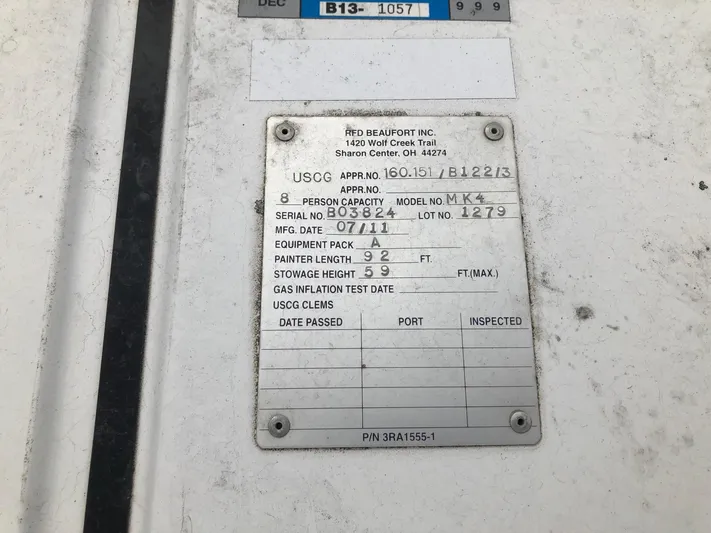 DEC B13- 1057 9 9 9
RFD BEAUFORT INC.
1420 Wolf Creek Trail
Sharon Center, OH 44274
USCG APPR.NO. 160.151/B122/3
APPR.NO.
8 PERSON CAPACITY MODEL NO. MK4
SERIAL NO. B03824 LOT NO. 1279
MFG. DATE 07/11
EQUIPMENT PACK A
PAINTER LENGTH 92 FT.
STOWAGE HEIGHT 59 FT.(MAX.)
GAS INFLATION TEST DATE
USCG CLEMS
DATE PASSED PORT INSPECTED
P/N 3RA1555-1